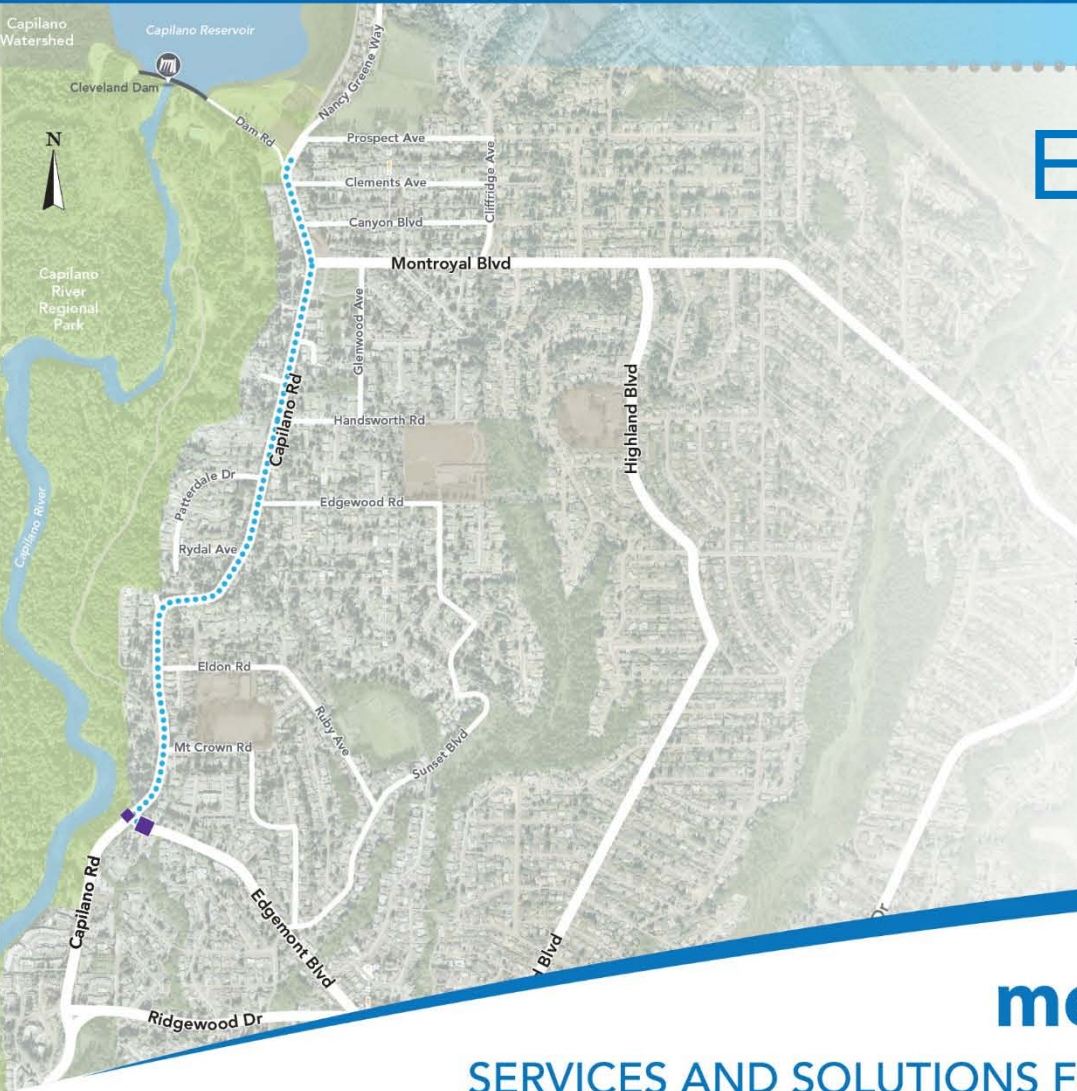 Capilano
Watershed
Capilano Reservoir
Cleveland Dam
Dam Rd
Nancy Greene Way
N
Prospect Ave
Clements Ave
Cliffridge Ave
Canyon Blvd
E
Montroyal Blvd
Capilano
River
Regional
Park
Glenwood Ave
Capilano Rd
Highland Blvd
Handsworth Rd
Patterdale Dr
Edgewood Rd
Capilano River
Rydal Ave
Eldon Rd
Ruby Ave
Mt Crown Rd
Sunset Blvd
Capilano Rd
Edgemont Blvd
Dr
d Blvd
Ridgewood Dr
SERVICES AND SOLUTIONS